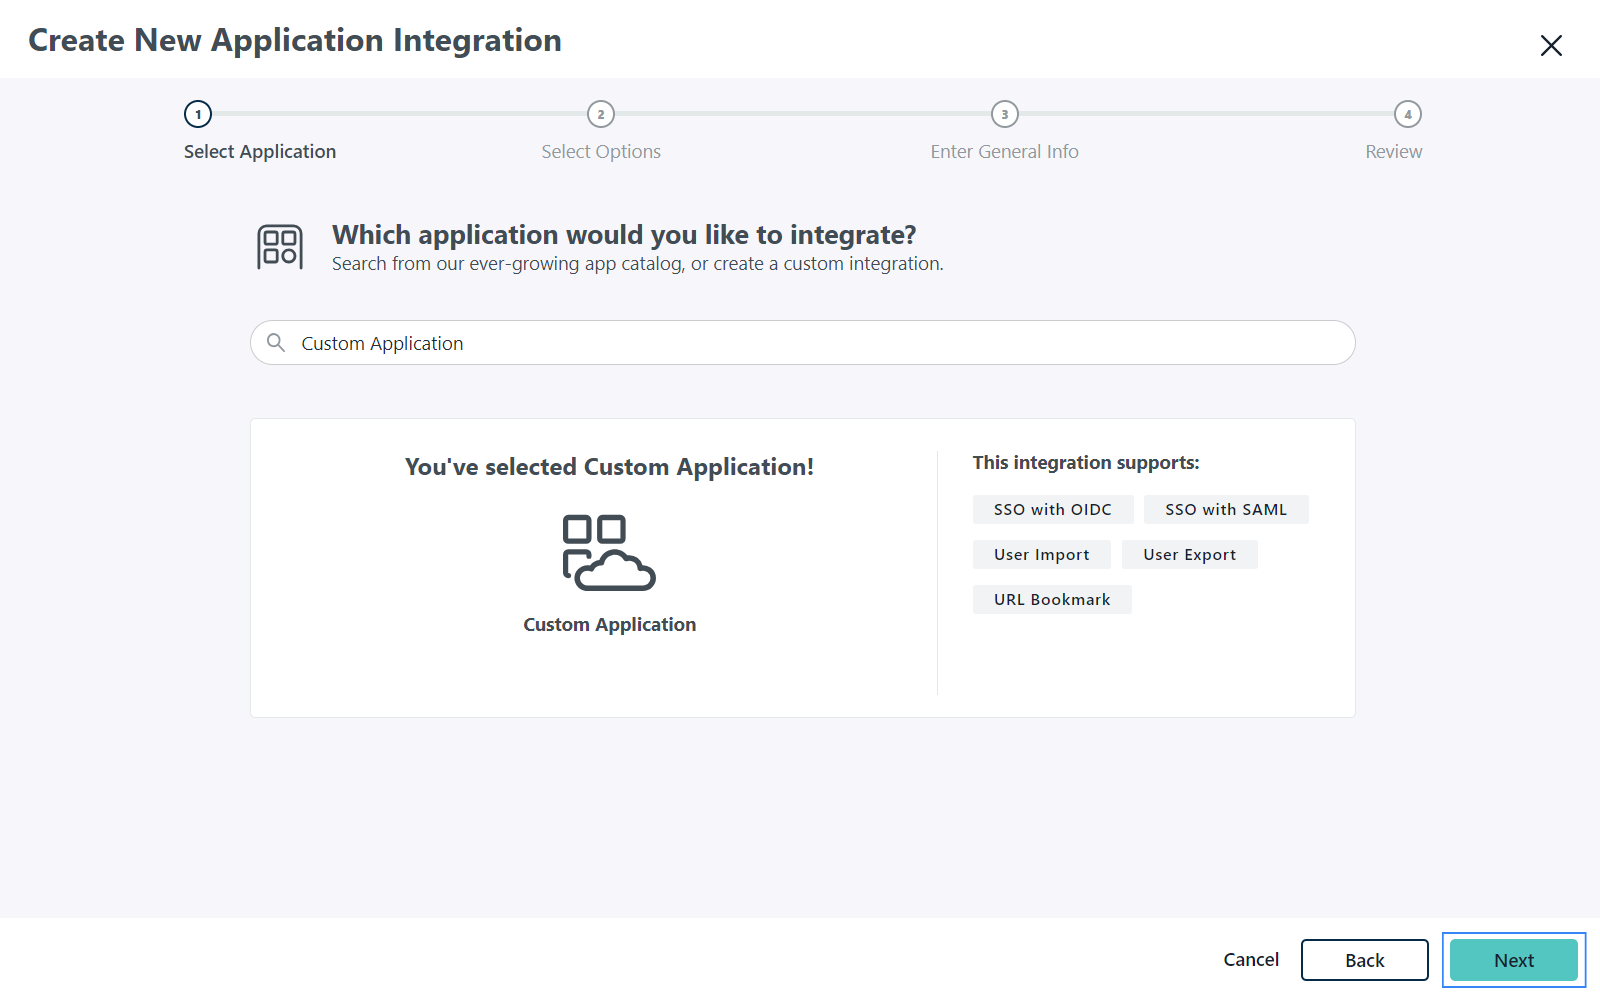 Create New Application Integration
1
2
3
4
Select Application
Select Options
Enter General Info
Review
Which application would you like to integrate?
Search from our ever-growing app catalog, or create a custom integration.
Custom Application
You've selected Custom Application!
Custom Application
This integration supports:
SSO with OIDC
SSO with SAML
User Import
User Export
URL Bookmark
Cancel
Back
Next